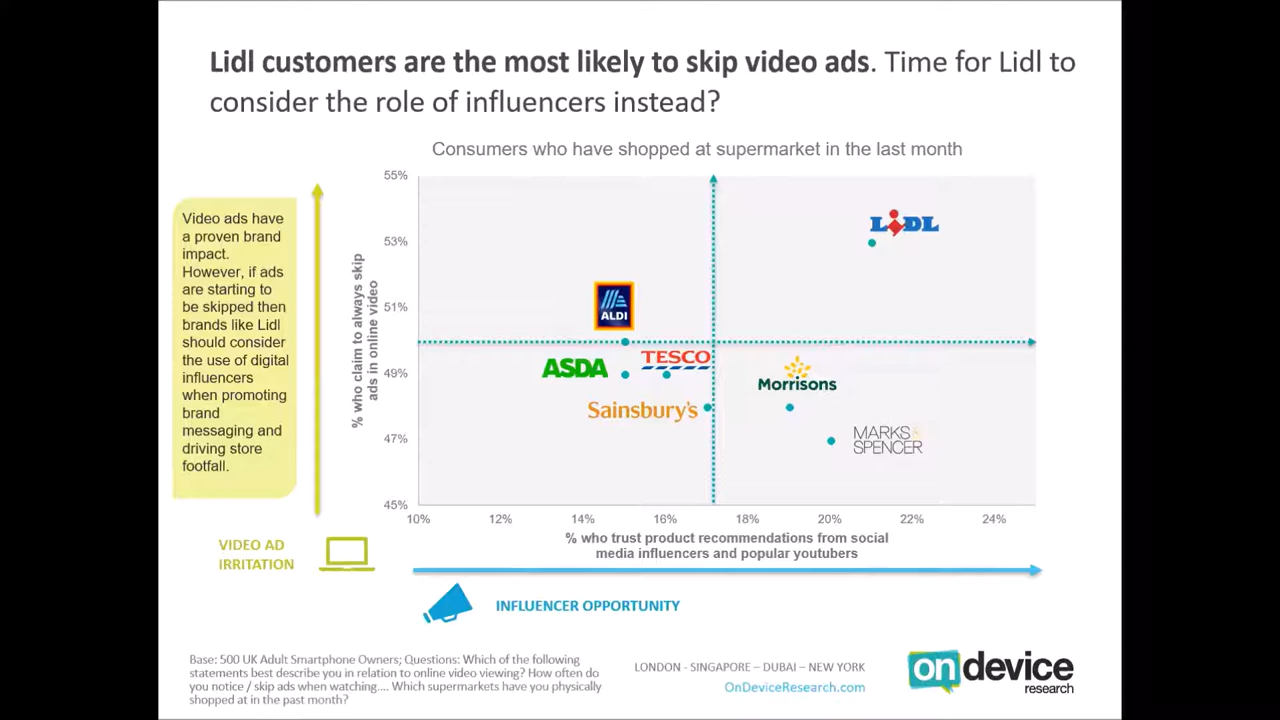 Lidl customers are the most likely to skip video ads. Time for Lidl to
consider the role of influencers instead?
Consumers who have shopped at supermarket in the last month
Video ads have
a proven brand
impact.
However, if ads
are starting to
be skipped then
brands like Lidl
should consider
the use of digital
influencers
when promoting
brand
messaging and
driving store
footfall.
% who claim to always skip
ads in online video
55%
53%
51%
49%
47%
45%
LIDL
ALDI
ASDA
TESCO
Sainsbury's
Morrisons
MARKS&
SPENCER
10%
12%
14%
16%
18%
20%
22%
24%
% who trust product recommendations from social
media influencers and popular youtubers
VIDEO AD
IRRITATION
INFLUENCER OPPORTUNITY
Base: 500 UK Adult Smartphone Owners; Questions: Which of the following
statements best describe you in relation to online video viewing? How often do
you notice / skip ads when watching.... Which supermarkets have you physically
shopped at in the past month?
LONDON - SINGAPORE – DUBAI – NEW YORK
OnDeviceResearch.com
on device
research